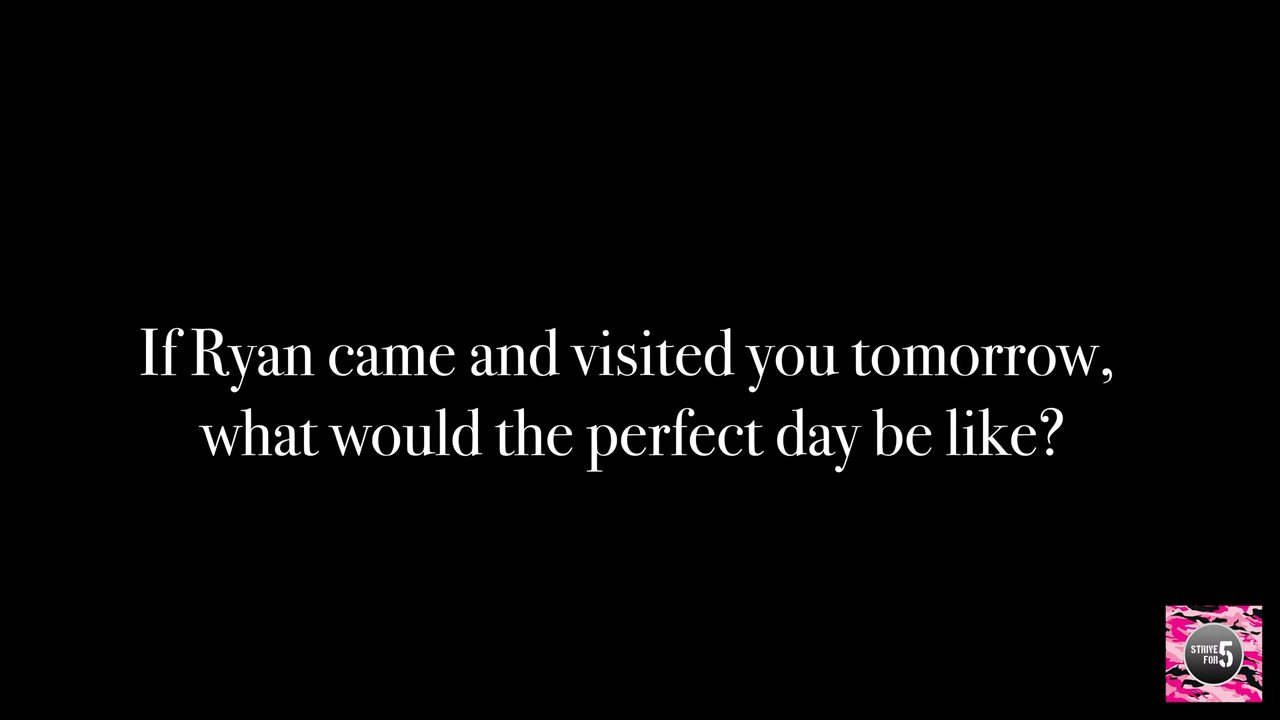 If Ryan came and visited you tomorrow,
what would the perfect day be like?
STRIVE
FOR 5